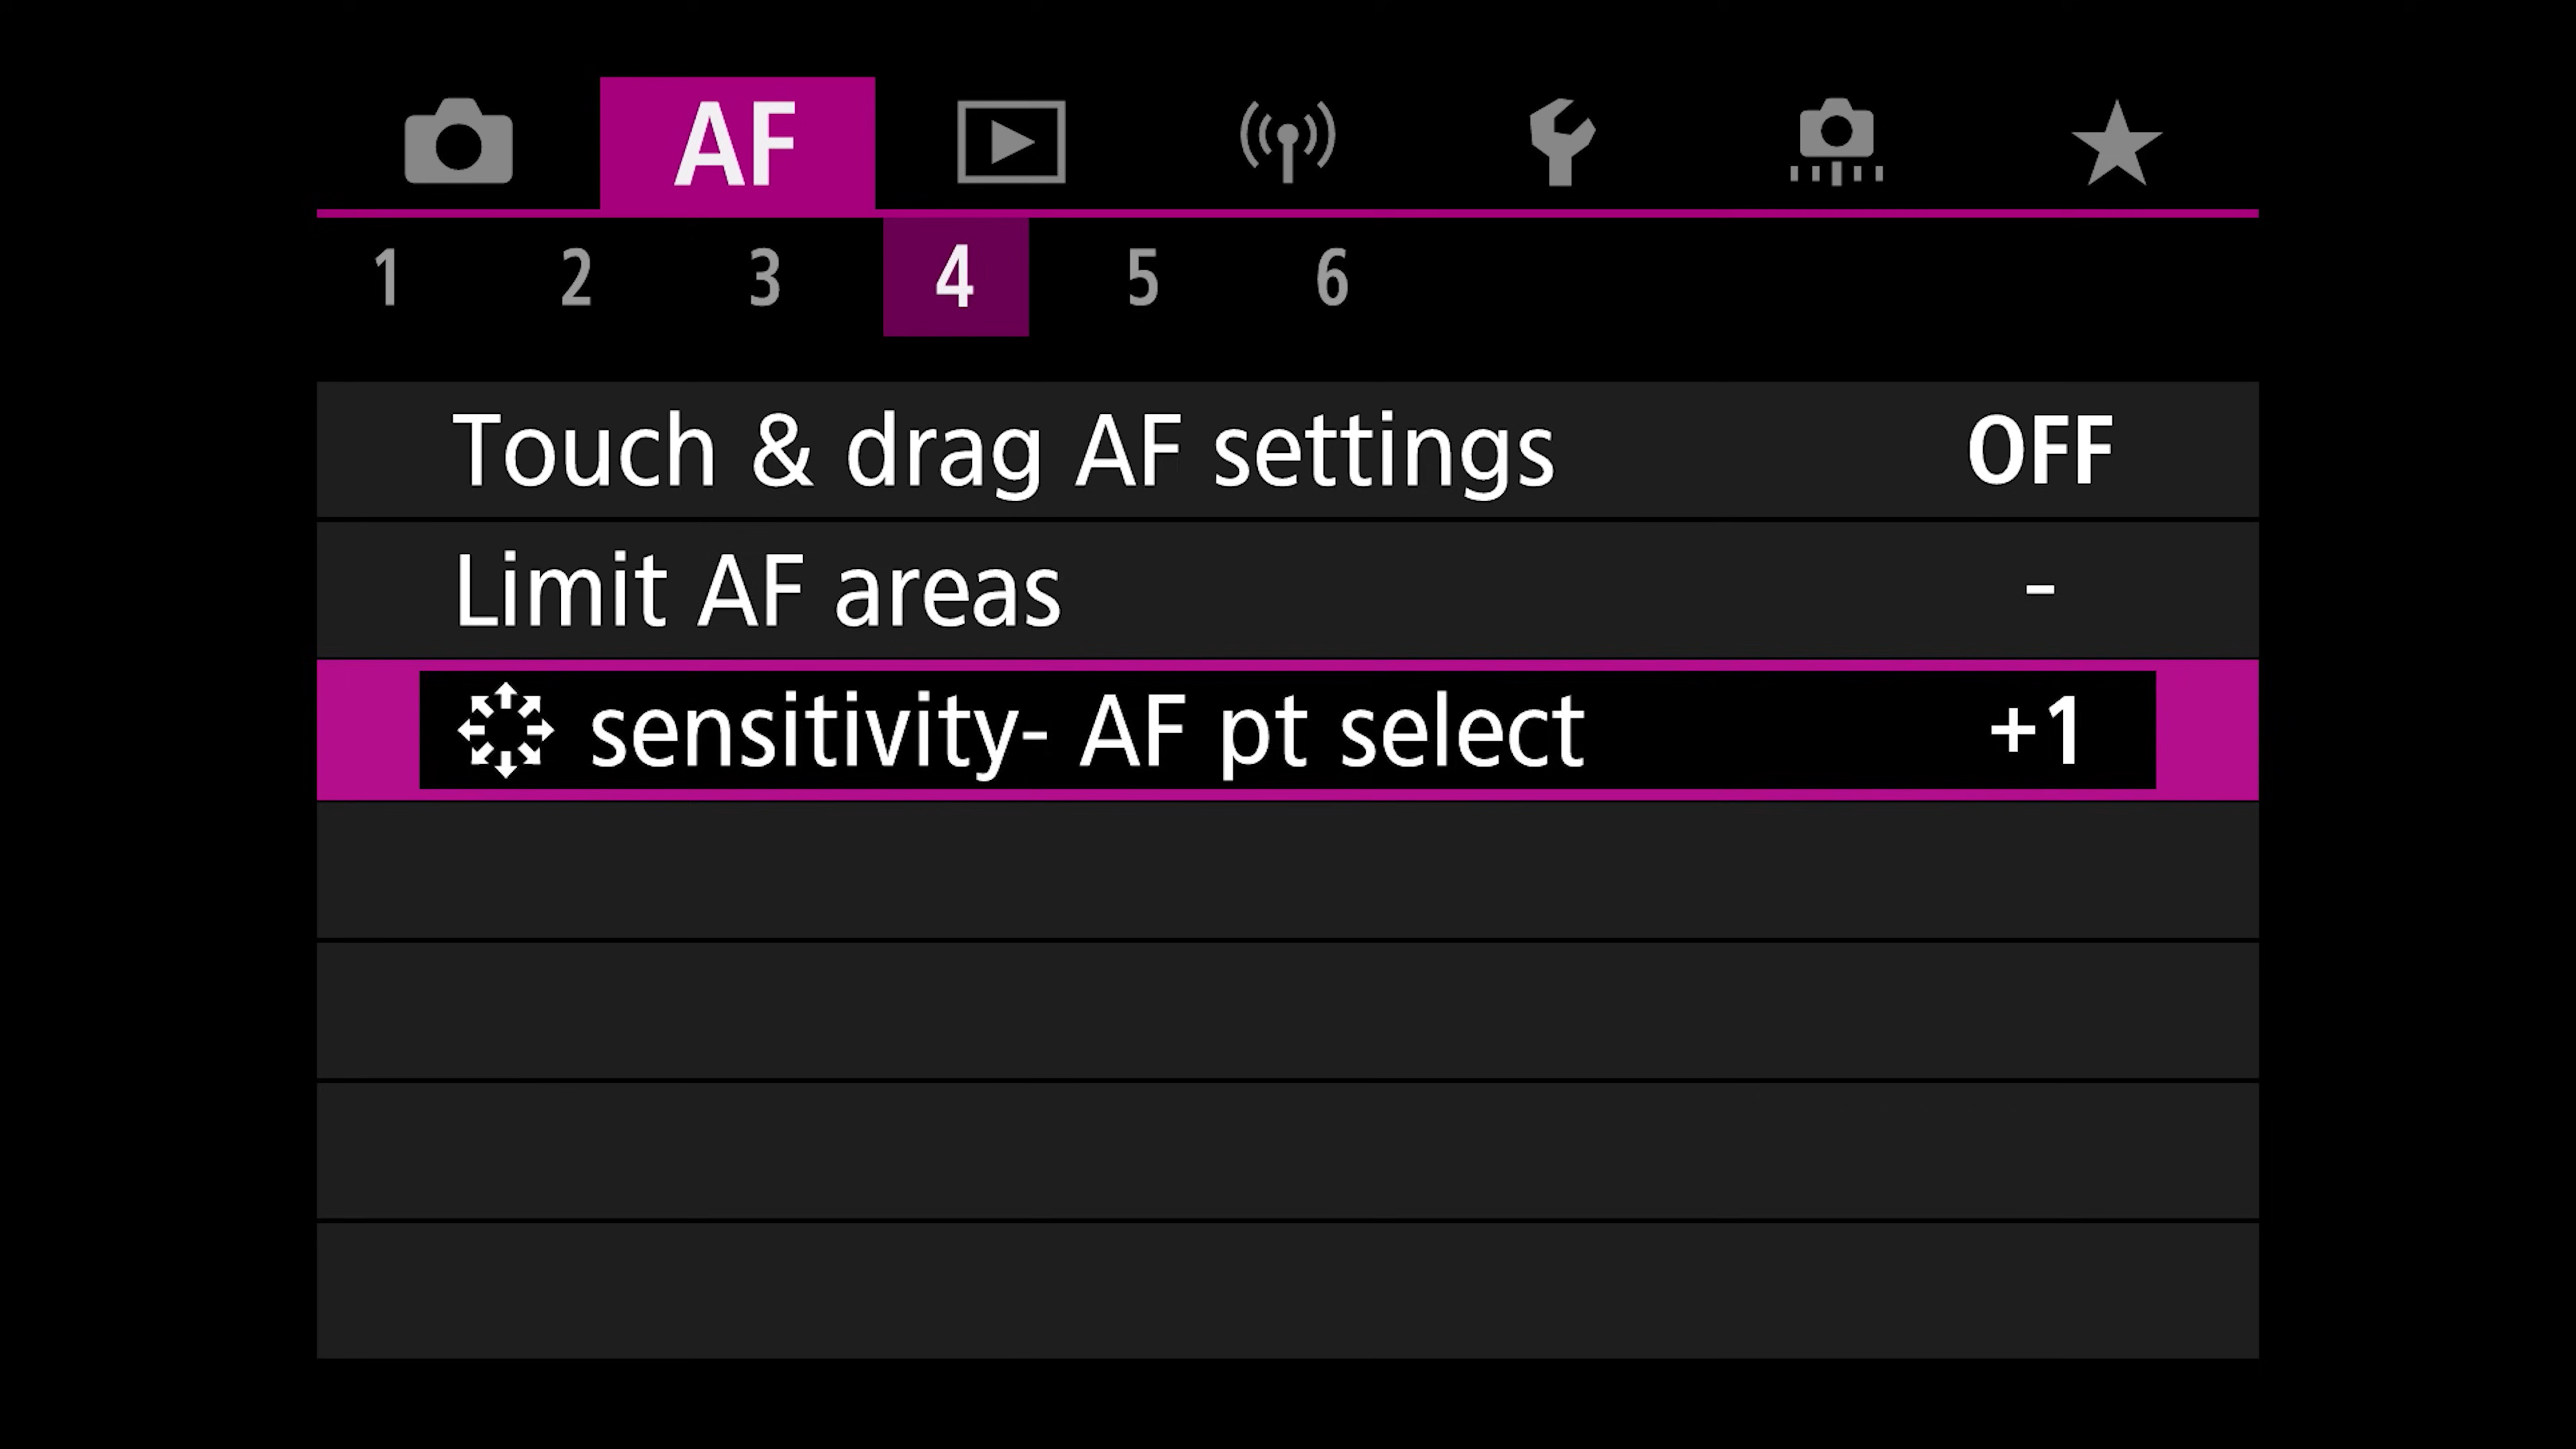 AF
1 2 3 4 5 6
Touch & drag AF settings OFF
Limit AF areas -
sensitivity- AF pt select +1